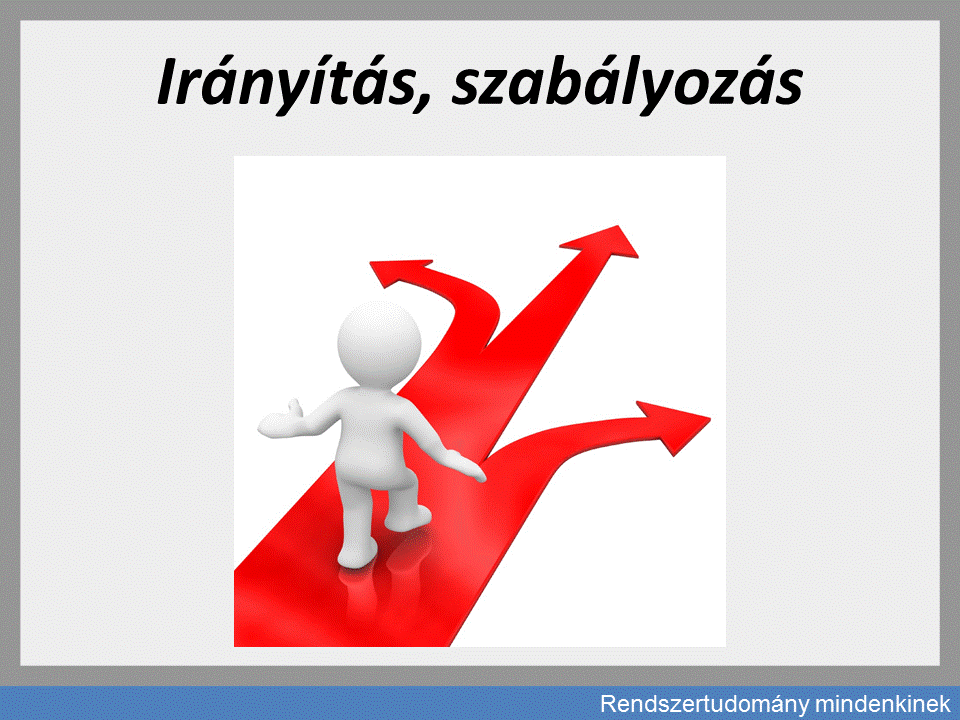 Irányítás, szabályozás
Rendszertudomány mindenkinek